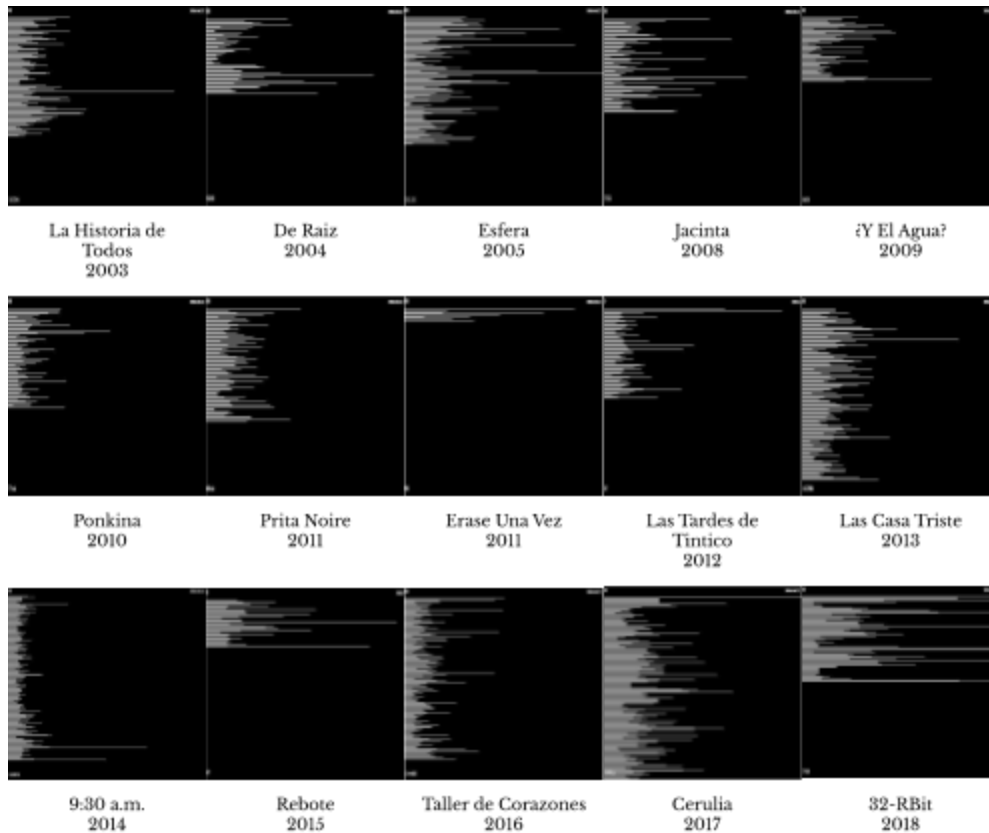 La Historia de
Todos
2003
De Raiz
2004
Esfera
2005
Jacinta
2008
¿Y El Agua?
2009
Ponkina
2010
Prita Noire
2011
Erase Una Vez
2011
Las Tardes de
Tintico
2012
Las Casa Triste
2013
9:30 a.m.
2014
Rebote
2015
Taller de Corazones
2016
Cerulia
2017
32-RBit
2018